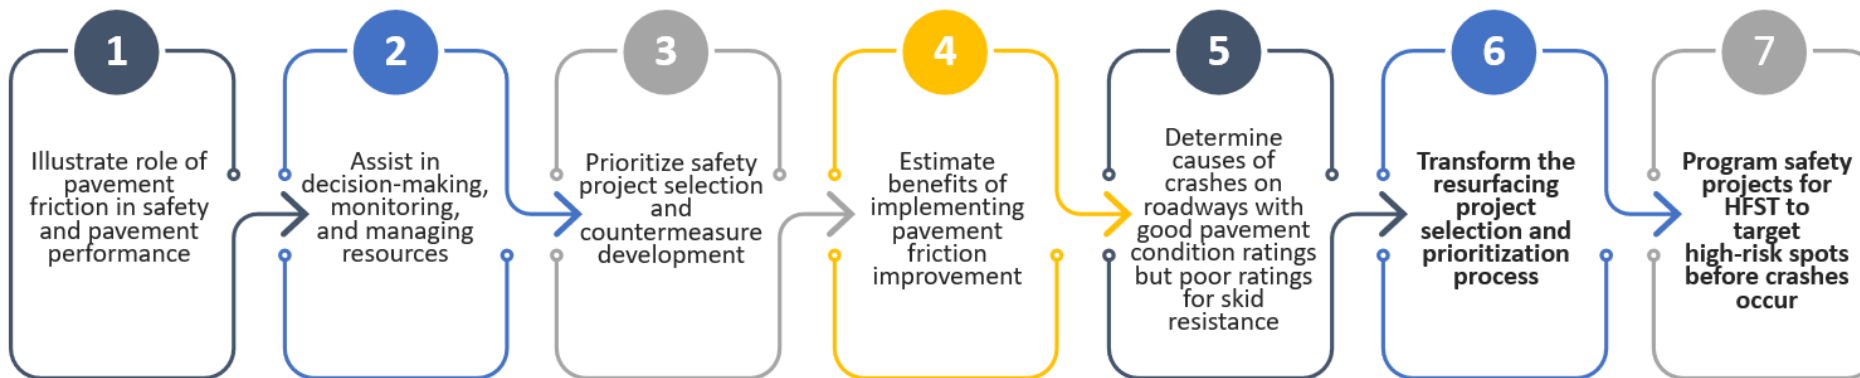 1
Illustrate role of
pavement
friction in safety
and pavement
performance
2
Assist in
decision-making,
monitoring,
and managing
resources
3
Prioritize safety
project selection
and
countermeasure
development
4
Estimate
benefits of
implementing
pavement
friction
improvement
5
Determine
causes of
crashes on
roadways with
good pavement
condition ratings
but poor ratings
for skid
resistance
6
Transform the
resurfacing
project
selection and
prioritization
process
7
Program safety
projects for
HFST to
target
high-risk spots
before crashes
occur